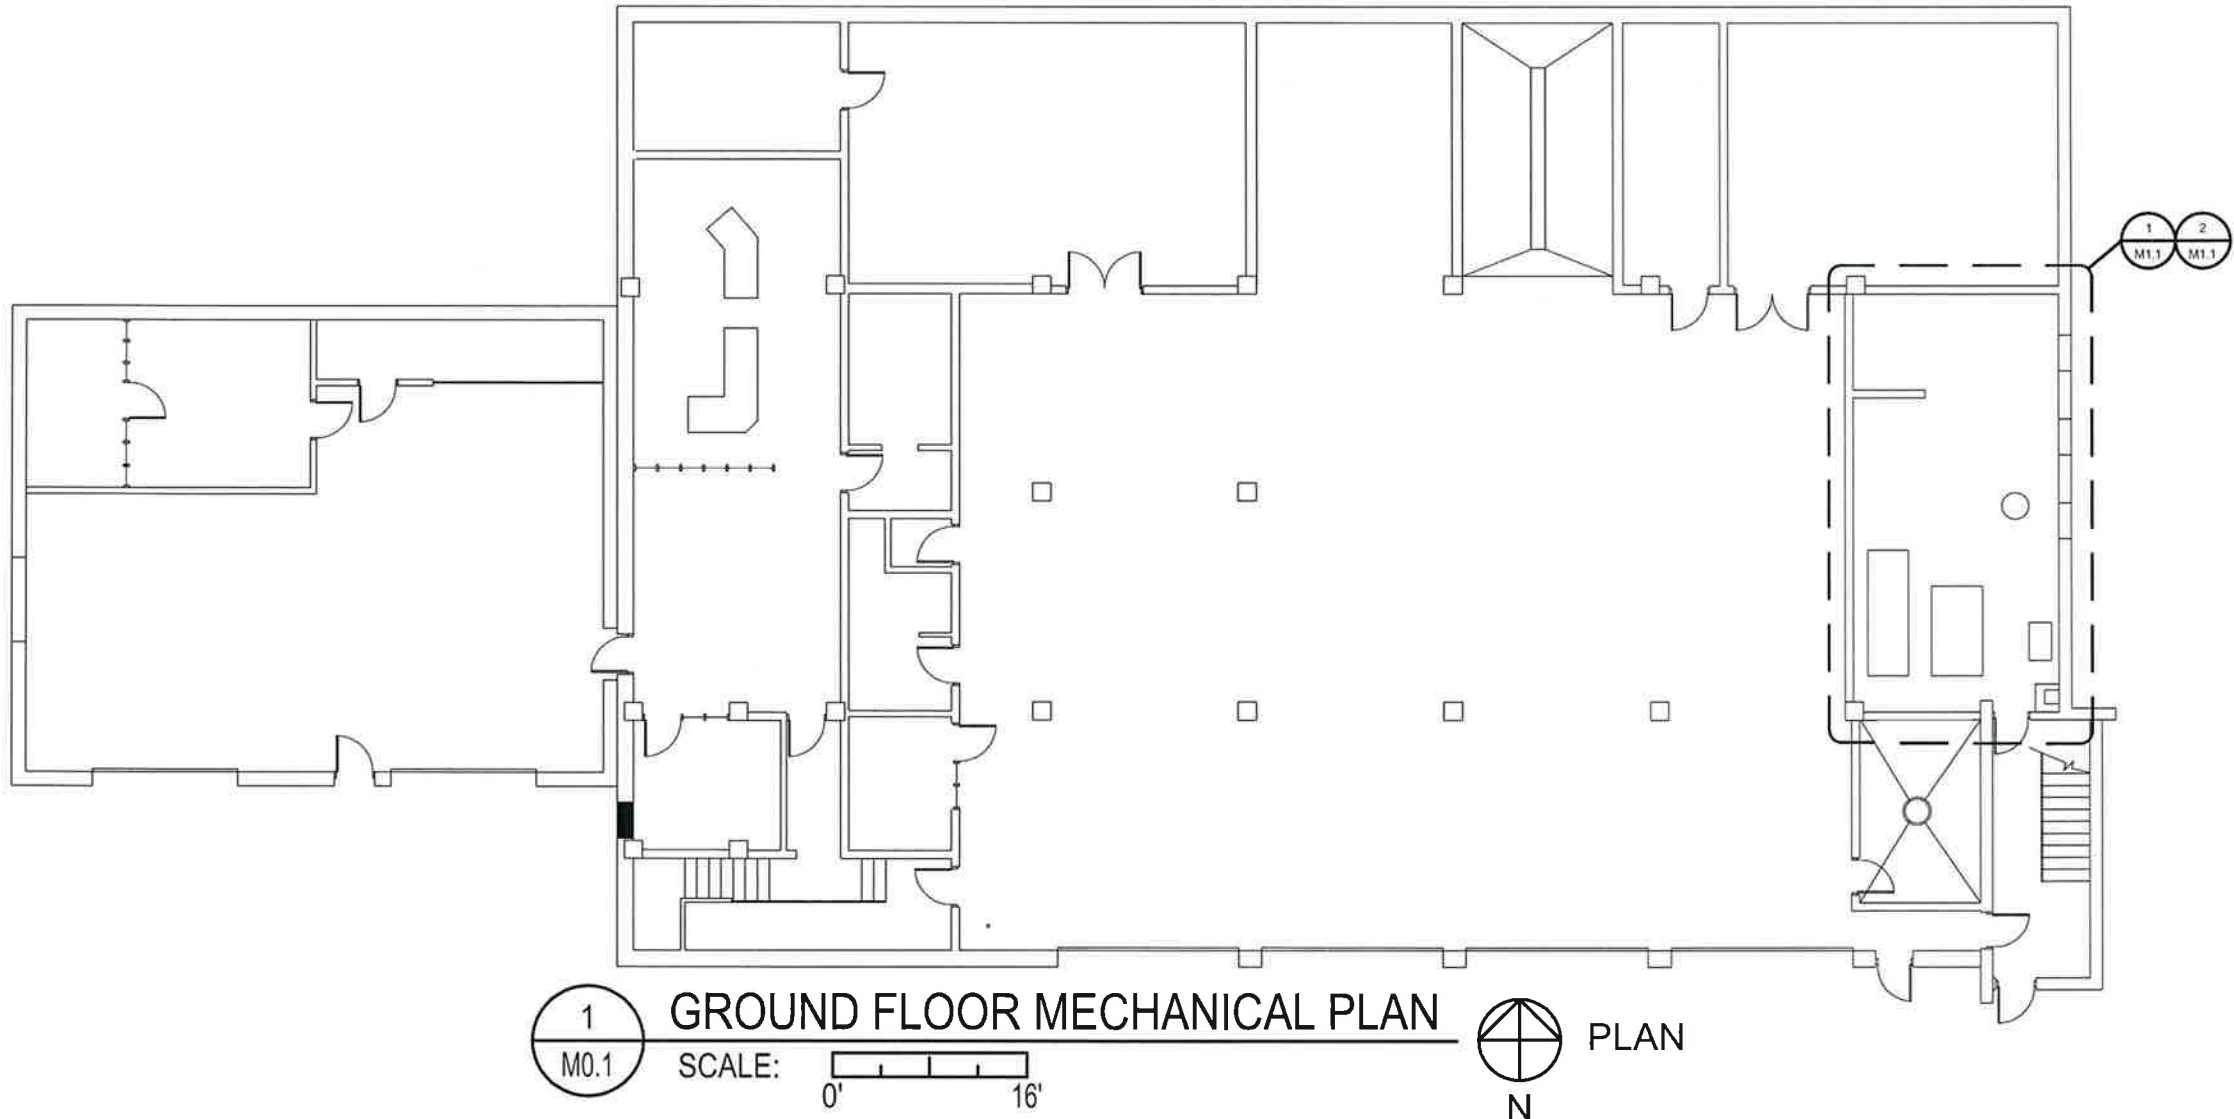 1 2
M1.1 M1.1
1 GROUND FLOOR MECHANICAL PLAN
M0.1 SCALE:
0' 16'
PLAN
N